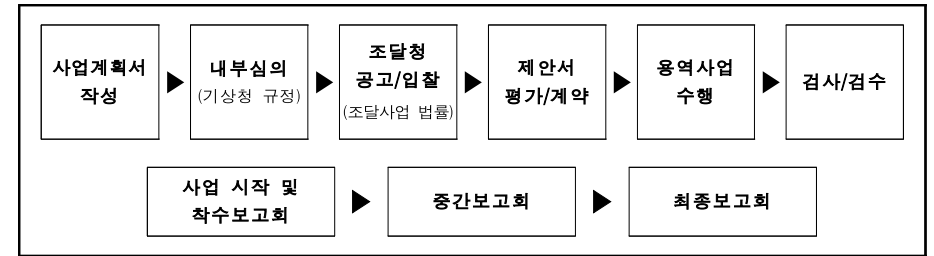 사업계획서
작성
내부심의
(기상청 규정)
조달청
공고/입찰
(조달사업 법률)
제안서
평가/계약
용역사업
수행
검사/검수
사업 시작 및
착수보고회
중간보고회
최종보고회